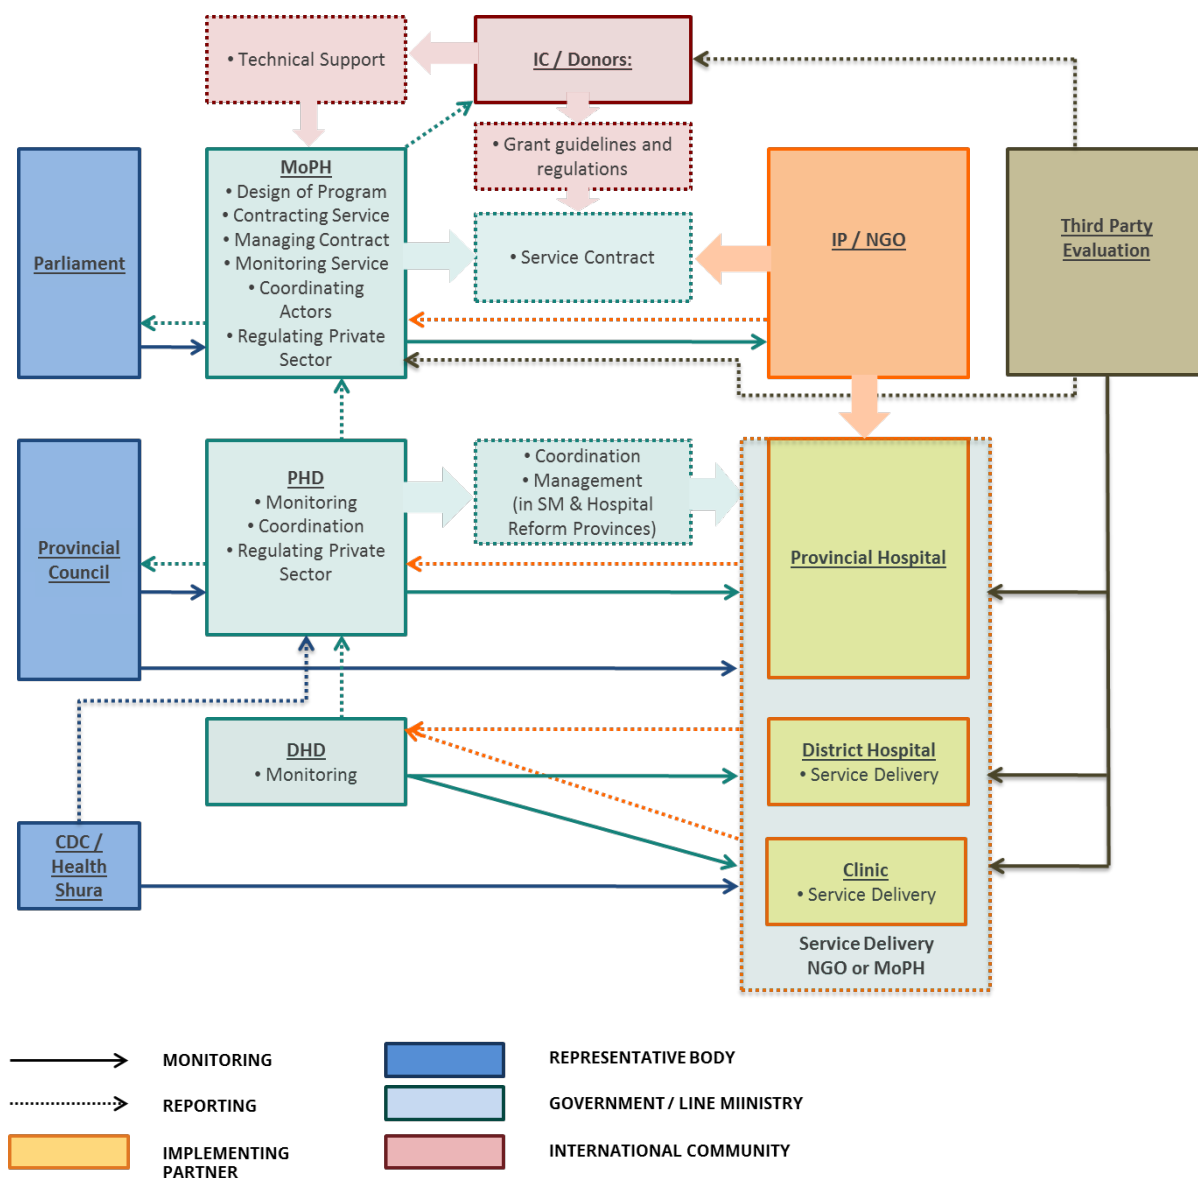 • Technical Support
IC / Donors:
• Grant guidelines and
regulations
MoPH
• Design of Program
• Contracting Service
• Managing Contract
• Monitoring Service
• Coordinating
Actors
• Regulating Private
Sector
Parliament
• Service Contract
IP / NGO
Third Party
Evaluation
PHD
• Monitoring
• Coordination
• Regulating Private
Sector
• Coordination
• Management
(in SM & Hospital
Reform Provinces)
Provincial
Council
Provincial Hospital
DHD
• Monitoring
District Hospital
• Service Delivery
CDC /
Health
Shura
Clinic
• Service Delivery
Service Delivery
NGO or MoPH
MONITORING
REPRESENTATIVE BODY
REPORTING
GOVERNMENT / LINE MIINISTRY
IMPLEMENTING
PARTNER
INTERNATIONAL COMMUNITY